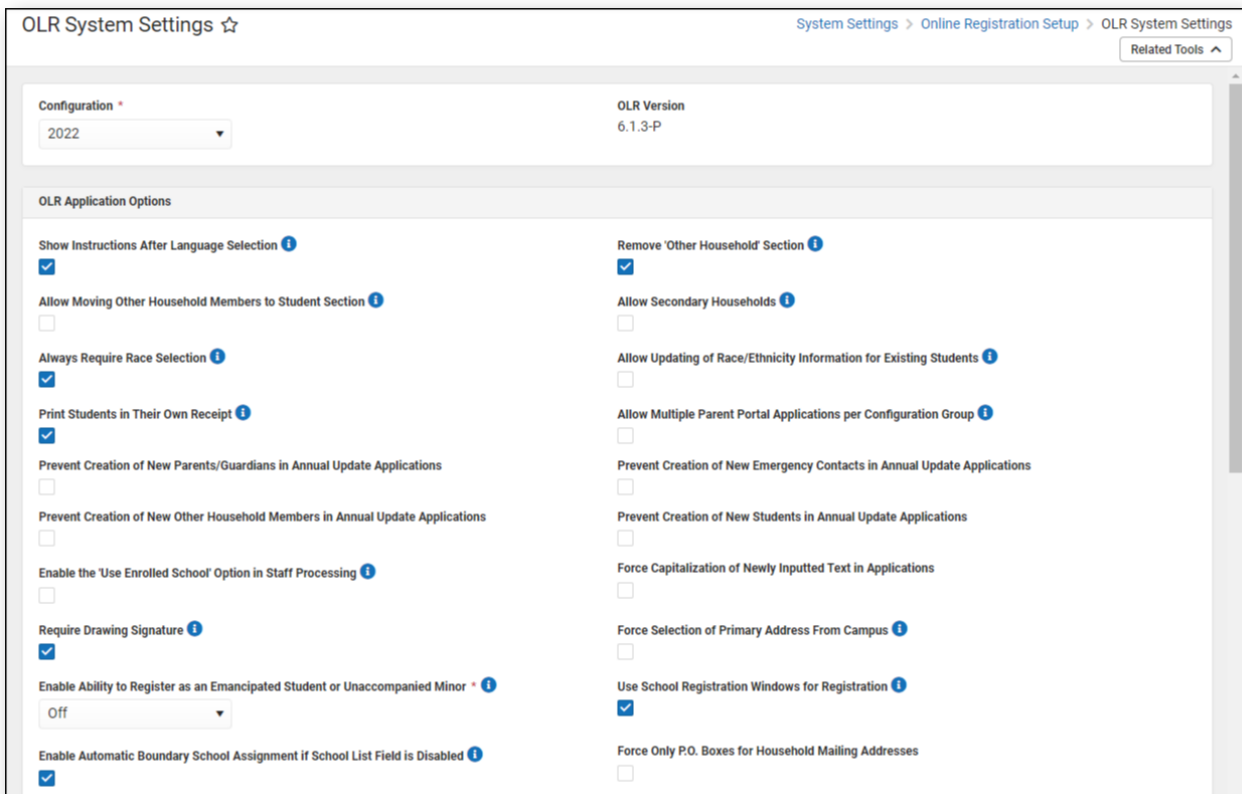 OLR System Settings
System Settings > Online Registration Setup > OLR System Settings
Related Tools
Configuration *
OLR Version
2022
6.1.3-P
OLR Application Options
Show Instructions After Language Selection
Remove 'Other Household' Section
Allow Moving Other Household Members to Student Section
Allow Secondary Households
Always Require Race Selection
Allow Updating of Race/Ethnicity Information for Existing Students
Print Students in Their Own Receipt
Allow Multiple Parent Portal Applications per Configuration Group
Prevent Creation of New Parents/Guardians in Annual Update Applications
Prevent Creation of New Emergency Contacts in Annual Update Applications
Prevent Creation of New Other Household Members in Annual Update Applications
Prevent Creation of New Students in Annual Update Applications
Enable the 'Use Enrolled School' Option in Staff Processing
Force Capitalization of Newly Inputted Text in Applications
Require Drawing Signature
Force Selection of Primary Address From Campus
Enable Ability to Register as an Emancipated Student or Unaccompanied Minor *
Use School Registration Windows for Registration
Off
Enable Automatic Boundary School Assignment if School List Field is Disabled
Force Only P.O. Boxes for Household Mailing Addresses